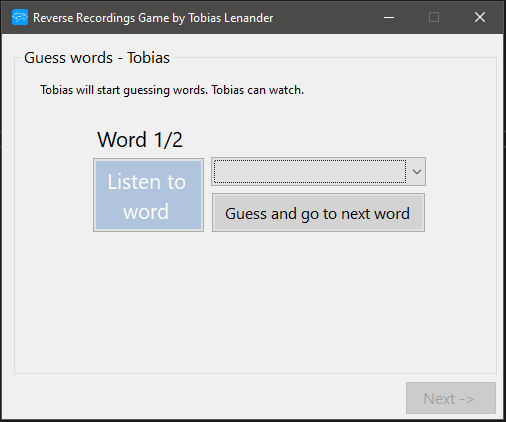 Reverse Recordings Game by Tobias Lenander
Guess words - Tobias
Tobias will start guessing words. Tobias can watch.
Word 1/2
Listen to
word
Guess and go to next word
Next ->